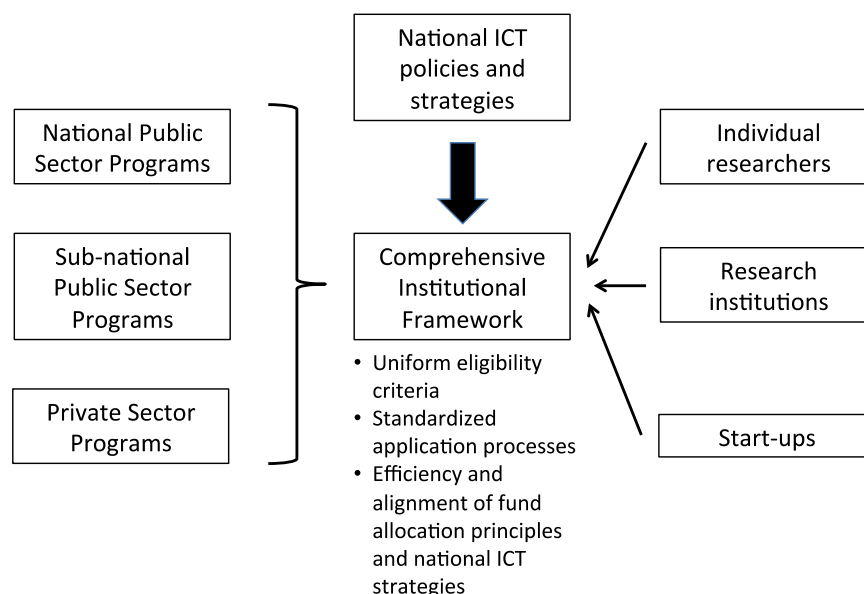 National ICT
policies and
strategies
National Public
Sector Programs
Individual
researchers
Sub-national
Public Sector
Programs
Comprehensive
Institutional
Framework
Research
institutions
Private Sector
Programs
Start-ups
• Uniform eligibility
criteria
• Standardized
application processes
• Efficiency and
alignment of fund
allocation principles
and national ICT
strategies